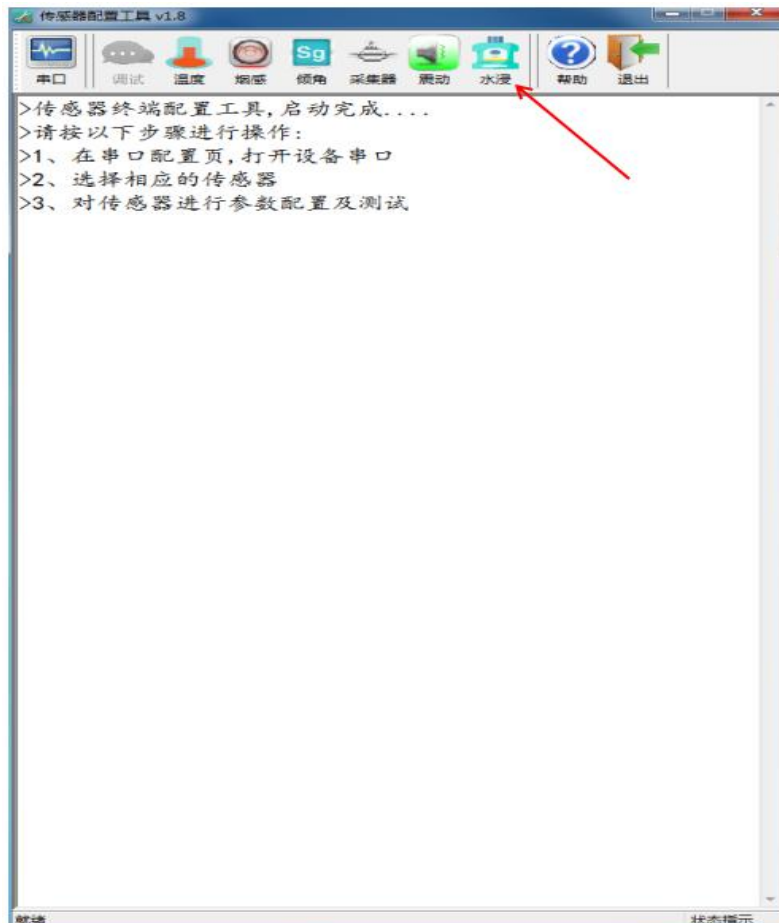 传感器配置工具 v1.8
串口 调试 温度 烟感 倾角 采集器 震动 水浸 帮助 退出
Sg
>传感器终端配置工具,启动完成....
>请按以下步骤进行操作:
>1、在串口配置页,打开设备串口
>2、选择相应的传感器
>3、对传感器进行参数配置及测试
就绪 状态指示